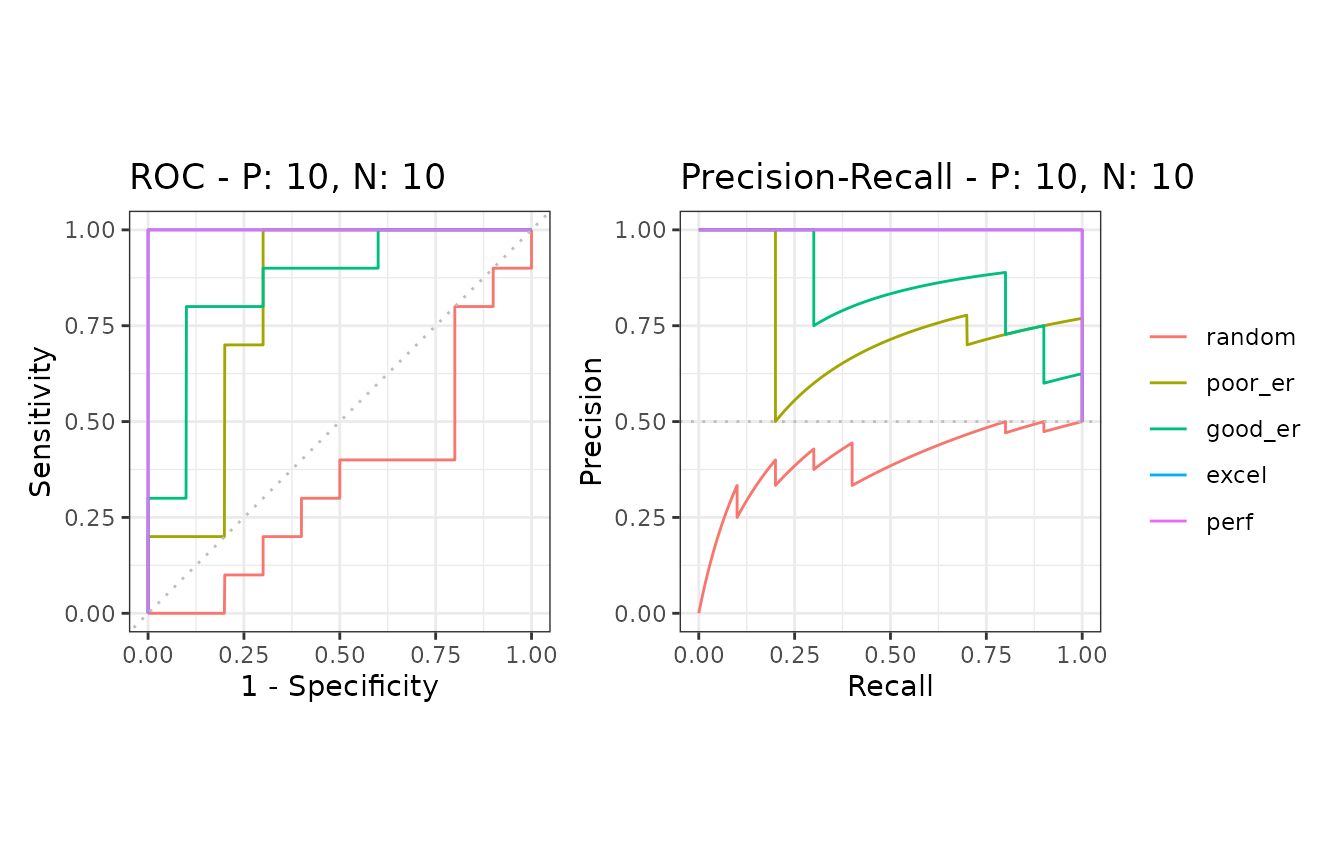 ROC - P: 10, N: 10
Sensitivity
1.00
0.75
0.50
0.25
0.00
0.00 0.25 0.50 0.75 1.00
1 - Specificity
Precision-Recall - P: 10, N: 10
Precision
1.00
0.75
0.50
0.25
0.00
0.00 0.25 0.50 0.75 1.00
Recall
random
poor_er
good_er
excel
perf